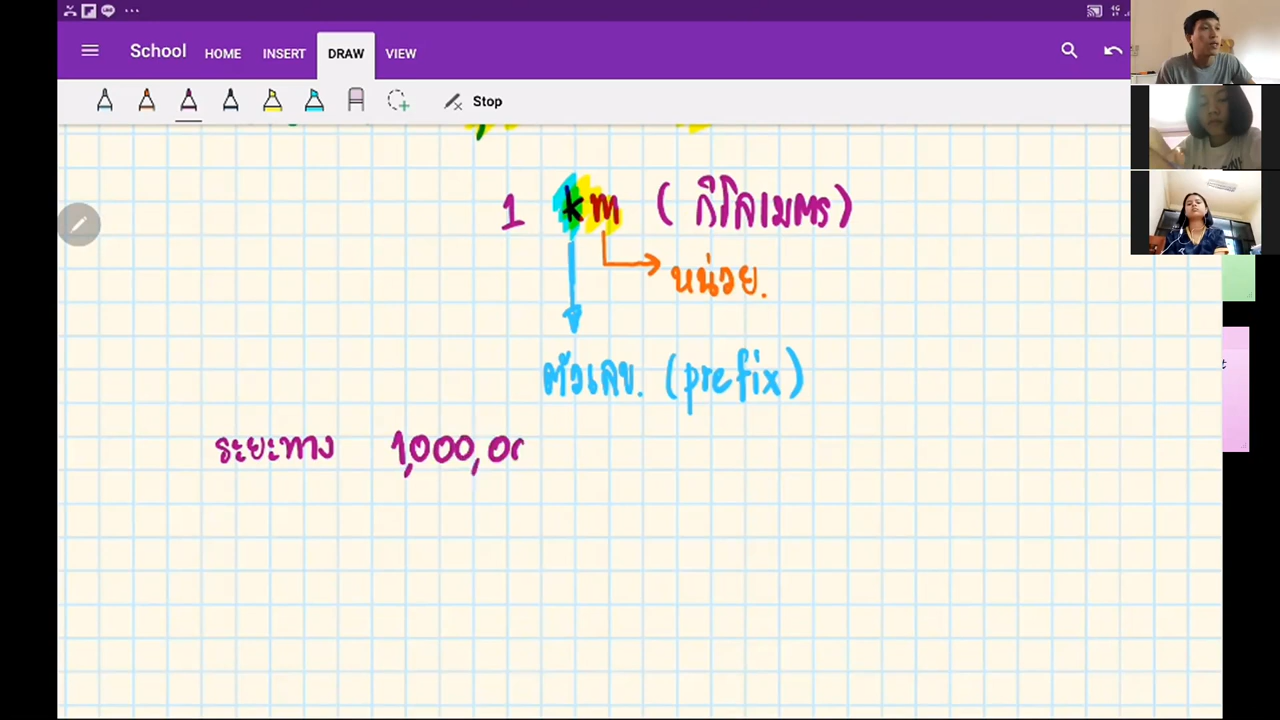 School HOME INSERT DRAW VIEW
Stop
1 km (กิโลเมตร)
หน่วย.
ตัวเลข. (prefix)
ระยะทาง 1,000,00